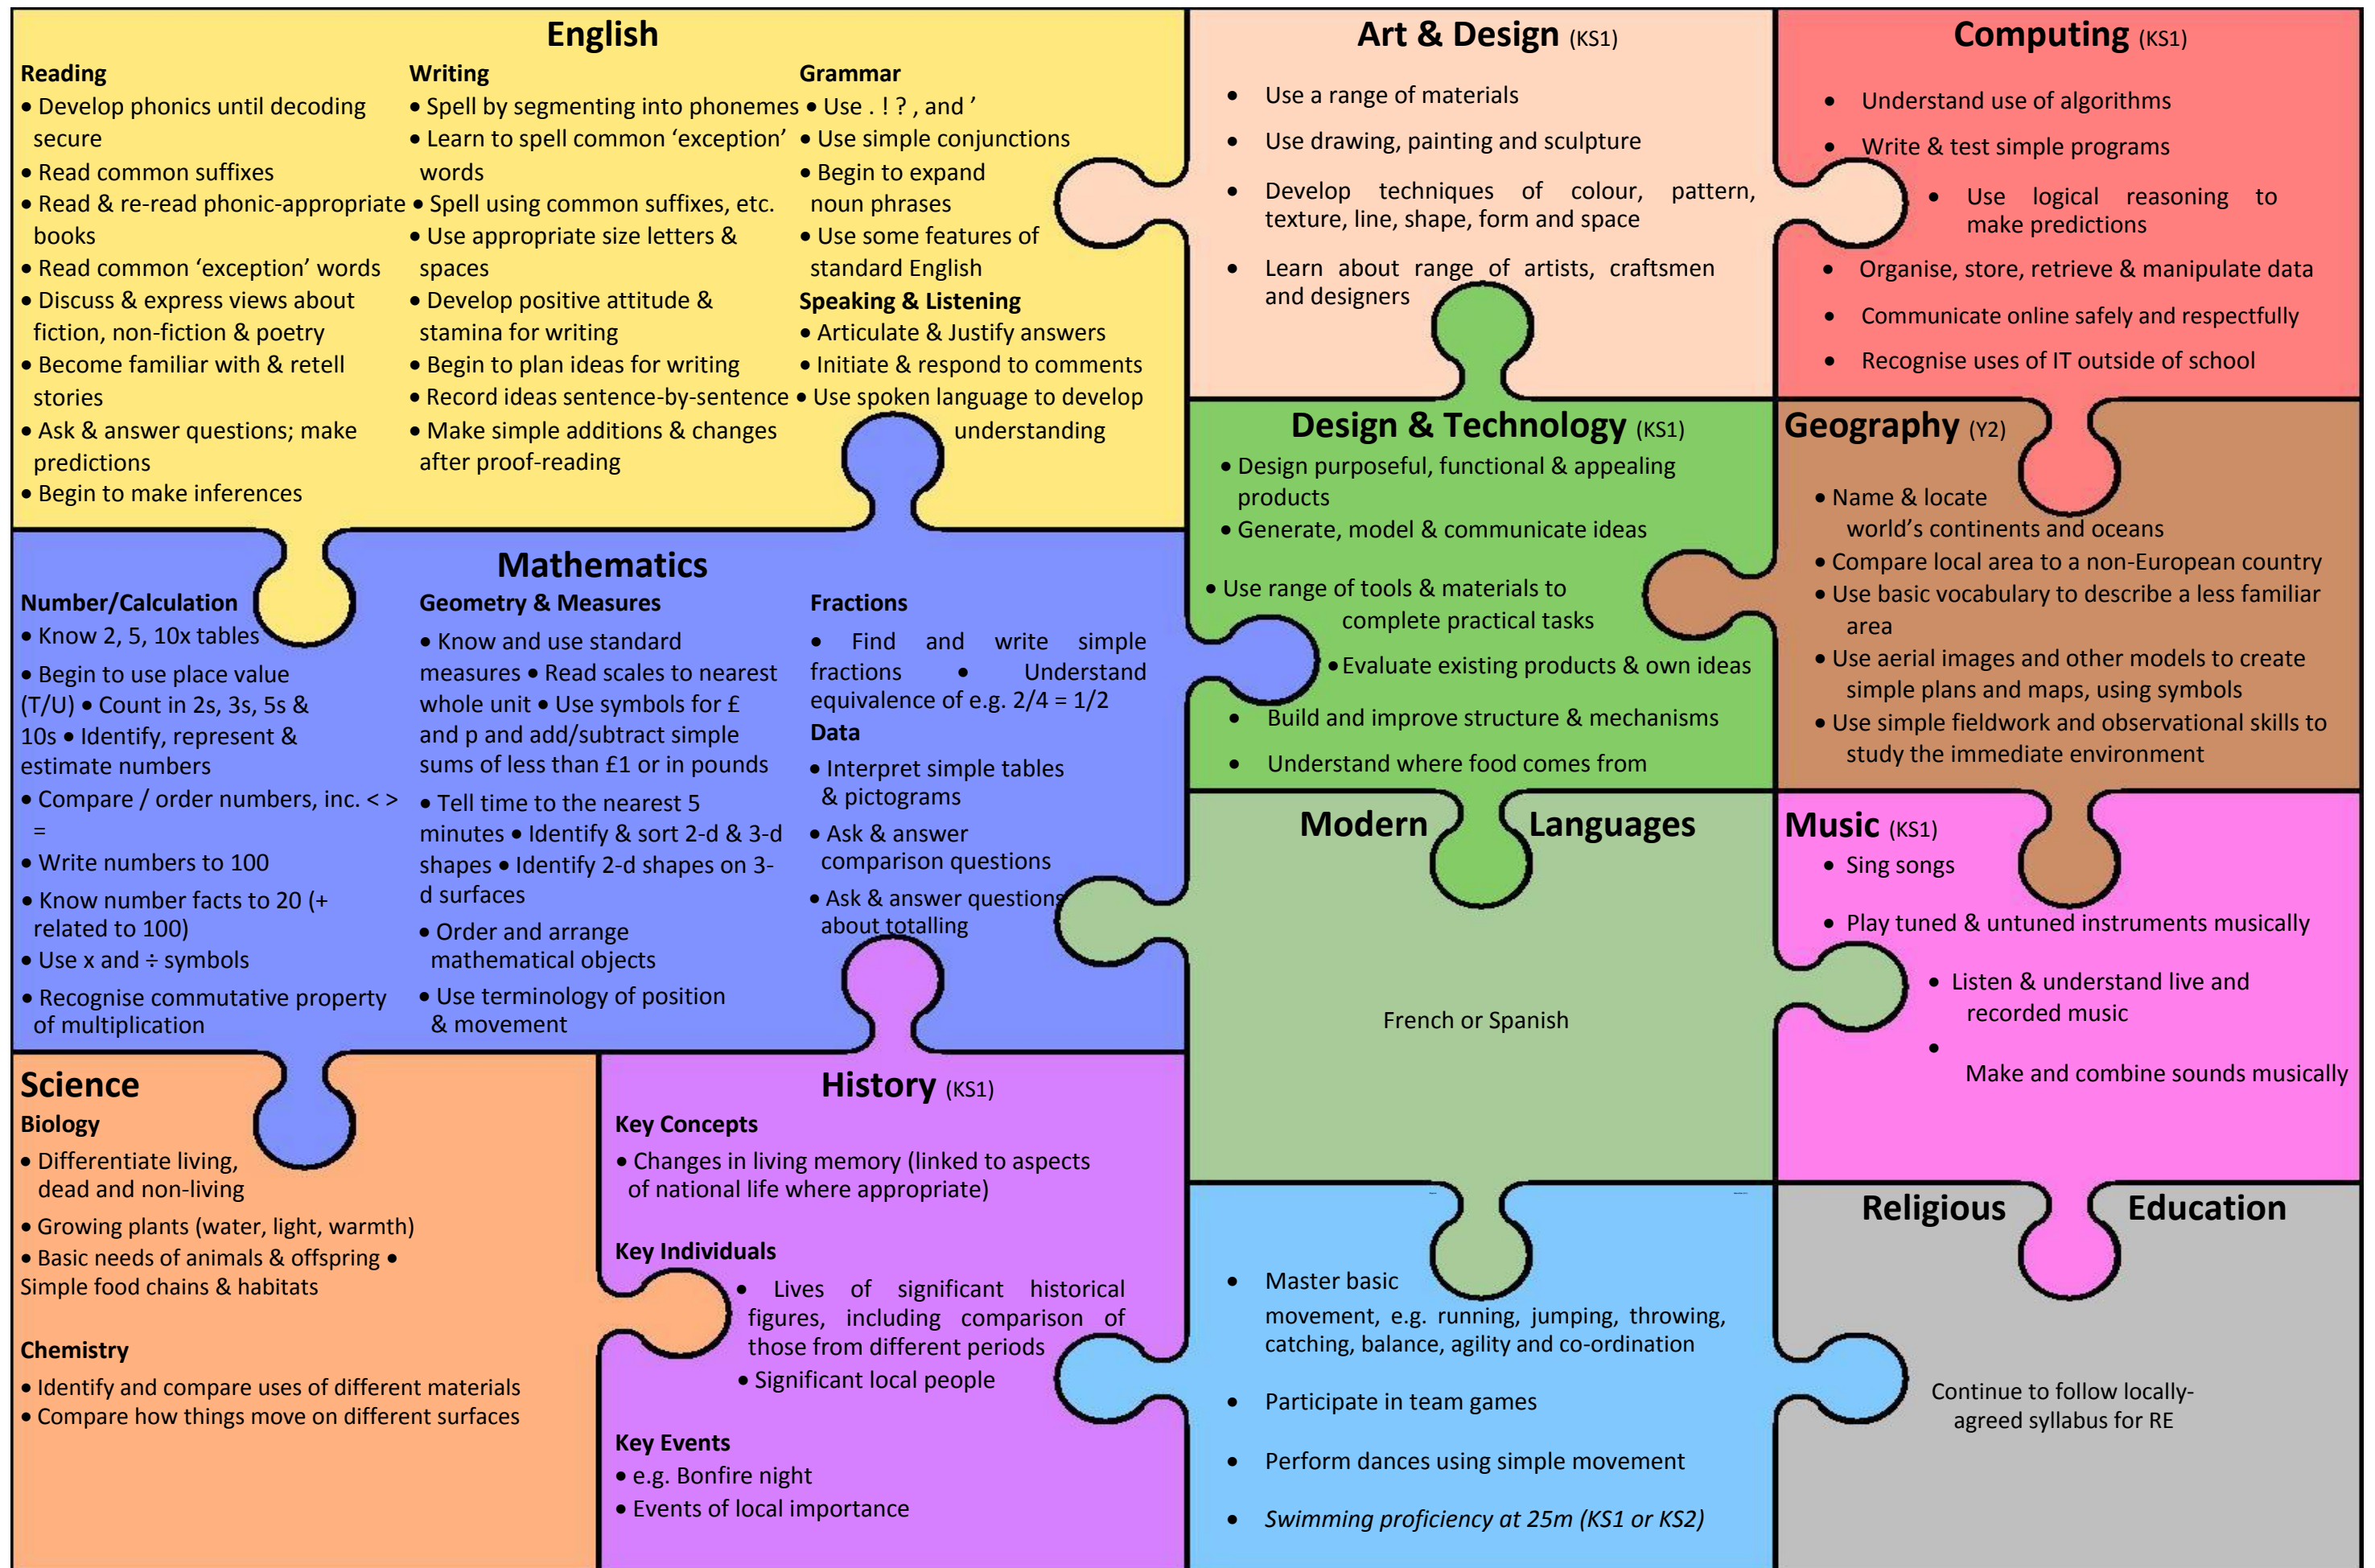 English
Reading
• Develop phonics until decoding
secure
• Read common suffixes
• Read & re-read phonic-appropriate
books
• Read common ‘exception’ words
• Discuss & express views about
fiction, non-fiction & poetry
• Become familiar with & retell
stories
• Ask & answer questions; make
predictions
• Begin to make inferences
Writing
• Spell by segmenting into phonemes
• Learn to spell common ‘exception’
words
• Spell using common suffixes, etc.
• Use appropriate size letters &
spaces
• Develop positive attitude &
stamina for writing
• Begin to plan ideas for writing
• Record ideas sentence-by-sentence
• Make simple additions & changes
after proof-reading
Grammar
• Use . ! ? , and ’
• Use simple conjunctions
• Begin to expand
noun phrases
• Use some features of
standard English
Speaking & Listening
• Articulate & Justify answers
• Initiate & respond to comments
• Use spoken language to develop
understanding
Art & Design (KS1)
• Use a range of materials
• Use drawing, painting and sculpture
• Develop techniques of colour, pattern,
texture, line, shape, form and space
• Learn about range of artists, craftsmen
and designers
Computing (KS1)
• Understand use of algorithms
• Write & test simple programs
• Use logical reasoning to
make predictions
• Organise, store, retrieve & manipulate data
• Communicate online safely and respectfully
• Recognise uses of IT outside of school
Mathematics
Number/Calculation
• Know 2, 5, 10x tables
• Begin to use place value
(T/U) • Count in 2s, 3s, 5s &
10s • Identify, represent &
estimate numbers
• Compare / order numbers, inc. < >
=
• Write numbers to 100
• Know number facts to 20 (+
related to 100)
• Use x and ÷ symbols
• Recognise commutative property
of multiplication
Geometry & Measures
• Know and use standard
measures • Read scales to nearest
whole unit • Use symbols for £
and p and add/subtract simple
sums of less than £1 or in pounds
• Tell time to the nearest 5
minutes • Identify & sort 2-d & 3-d
shapes • Identify 2-d shapes on 3-
d surfaces
• Order and arrange
mathematical objects
• Use terminology of position
& movement
Fractions
• Find and write simple
fractions • Understand
equivalence of e.g. 2/4 = 1/2
Data
• Interpret simple tables
& pictograms
• Ask & answer
comparison questions
• Ask & answer questions
about totalling
Design & Technology (KS1)
• Design purposeful, functional & appealing
products
• Generate, model & communicate ideas
• Use range of tools & materials to
complete practical tasks
• Evaluate existing products & own ideas
• Build and improve structure & mechanisms
• Understand where food comes from
Geography (Y2)
• Name & locate
world’s continents and oceans
• Compare local area to a non-European country
• Use basic vocabulary to describe a less familiar
area
• Use aerial images and other models to create
simple plans and maps, using symbols
• Use simple fieldwork and observational skills to
study the immediate environment
Modern Languages
French or Spanish
Music (KS1)
• Sing songs
• Play tuned & untuned instruments musically
• Listen & understand live and
recorded music
•
Make and combine sounds musically
Science
Biology
• Differentiate living,
dead and non-living
• Growing plants (water, light, warmth)
• Basic needs of animals & offspring •
Simple food chains & habitats
Chemistry
• Identify and compare uses of different materials
• Compare how things move on different surfaces
History (KS1)
Key Concepts
• Changes in living memory (linked to aspects
of national life where appropriate)
Key Individuals
• Lives of significant historical
figures, including comparison of
those from different periods
• Significant local people
Key Events
• e.g. Bonfire night
• Events of local importance
• Master basic
movement, e.g. running, jumping, throwing,
catching, balance, agility and co-ordination
• Participate in team games
• Perform dances using simple movement
• Swimming proficiency at 25m (KS1 or KS2)
Religious Education
Continue to follow locally-
agreed syllabus for RE